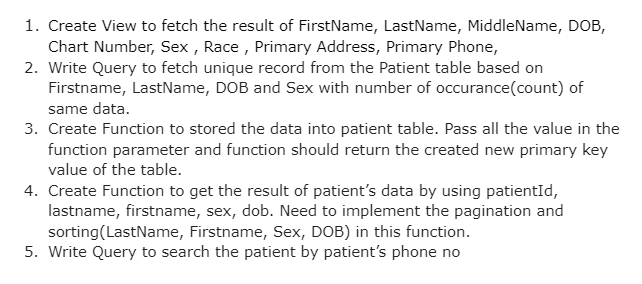 1. Create View to fetch the result of FirstName, LastName, MiddleName, DOB,
Chart Number, Sex , Race , Primary Address, Primary Phone,
2. Write Query to fetch unique record from the Patient table based on
Firstname, LastName, DOB and Sex with number of occurance(count) of
same data.
3. Create Function to stored the data into patient table. Pass all the value in the
function parameter and function should return the created new primary key
value of the table.
4. Create Function to get the result of patient’s data by using patientId,
lastname, firstname, sex, dob. Need to implement the pagination and
sorting(LastName, Firstname, Sex, DOB) in this function.
5. Write Query to search the patient by patient’s phone no